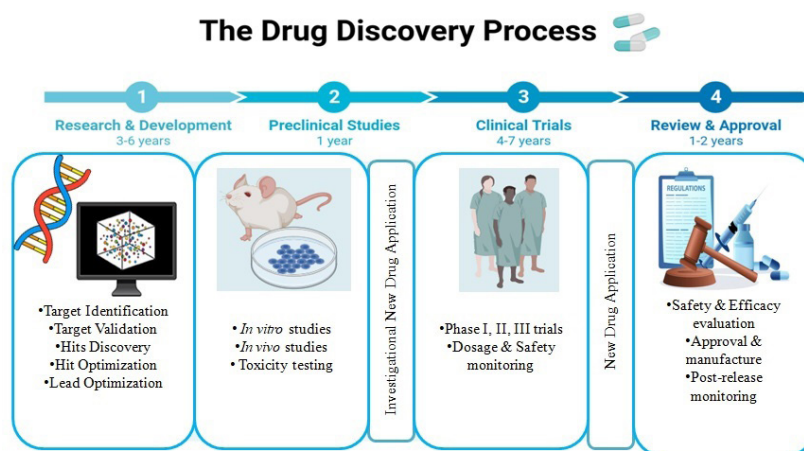 The Drug Discovery Process
1
Research & Development
3-6 years
•Target Identification
•Target Validation
•Hits Discovery
•Hit Optimization
•Lead Optimization
2
Preclinical Studies
1 year
•In vitro studies
•In vivo studies
• Toxicity testing
Investigational New Drug Application
3
Clinical Trials
4-7 years
•Phase I, II, III trials
•Dosage & Safety
monitoring
New Drug Application
4
Review & Approval
1-2 years
REGULATIONS
•Safety & Efficacy
evaluation
•Approval &
manufacture
•Post-release
monitoring